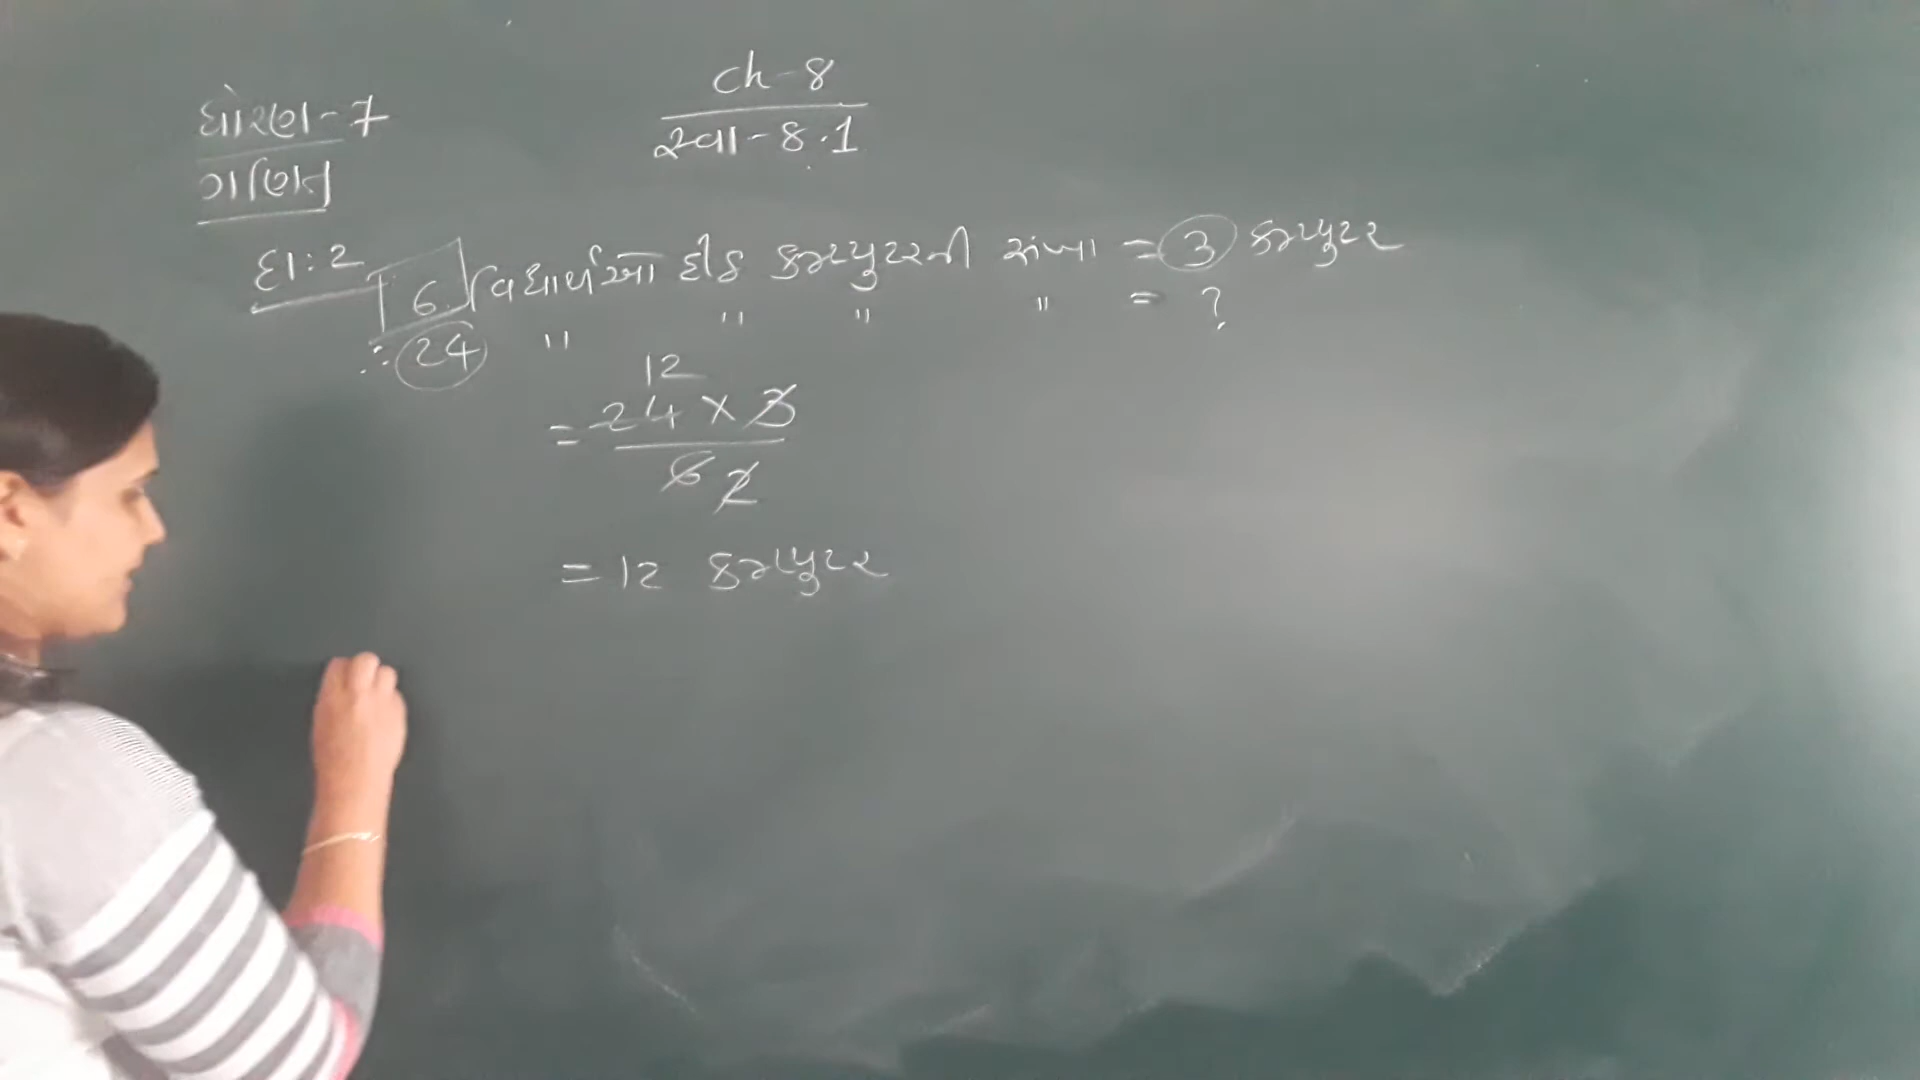 ધોરણ-7
ગણિત
ch-8
સ્વા-8.1
દા:2
6 વિદ્યાર્થીઓ દીઠ કમ્પ્યુટરની સંખ્યા = 3 કમ્પ્યુટર
∴ 24 " " " " = ?
12
= 24 × 3
6 2
= 12 કમ્પ્યુટર